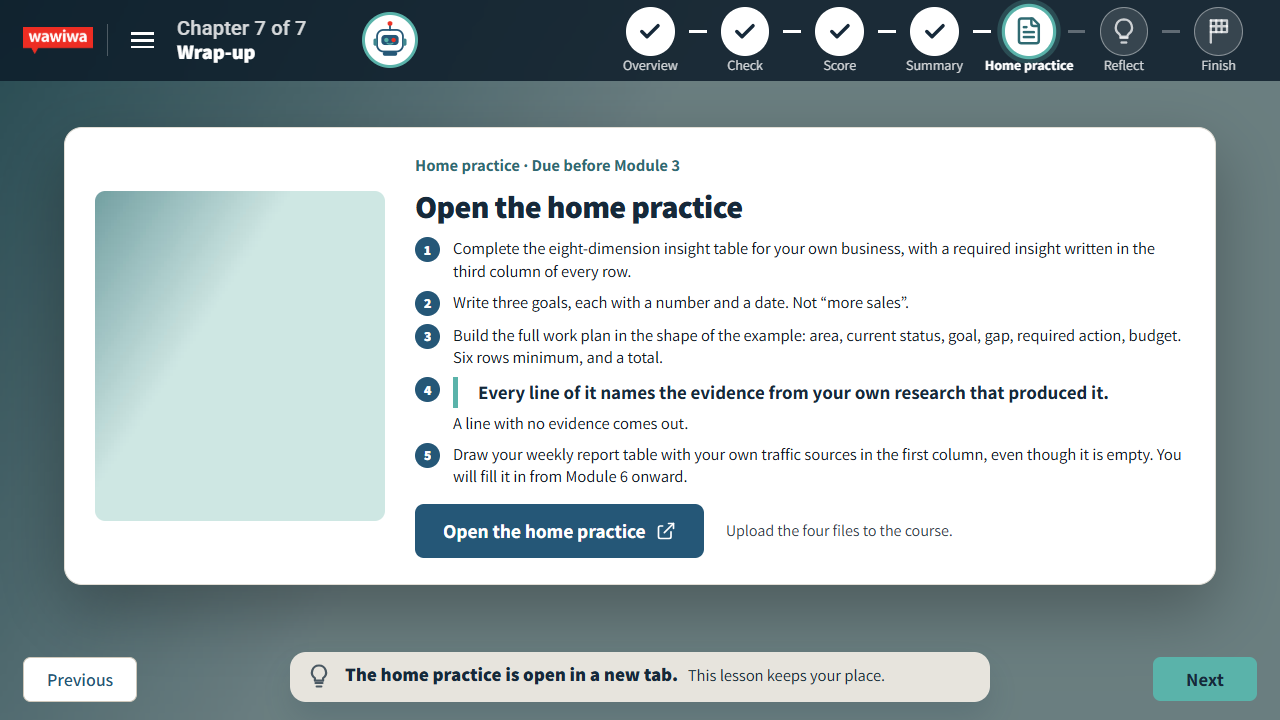 wawiwa
Chapter 7 of 7
Wrap-up
Overview
Check
Score
Summary
Home practice
Reflect
Finish
Home practice · Due before Module 3
Open the home practice
1 Complete the eight-dimension insight table for your own business, with a required insight written in the
third column of every row.
2 Write three goals, each with a number and a date. Not “more sales”.
3 Build the full work plan in the shape of the example: area, current status, goal, gap, required action, budget.
Six rows minimum, and a total.
4 Every line of it names the evidence from your own research that produced it.
A line with no evidence comes out.
5 Draw your weekly report table with your own traffic sources in the first column, even though it is empty. You
will fill it in from Module 6 onward.
Open the home practice
Upload the four files to the course.
Previous
The home practice is open in a new tab. This lesson keeps your place.
Next